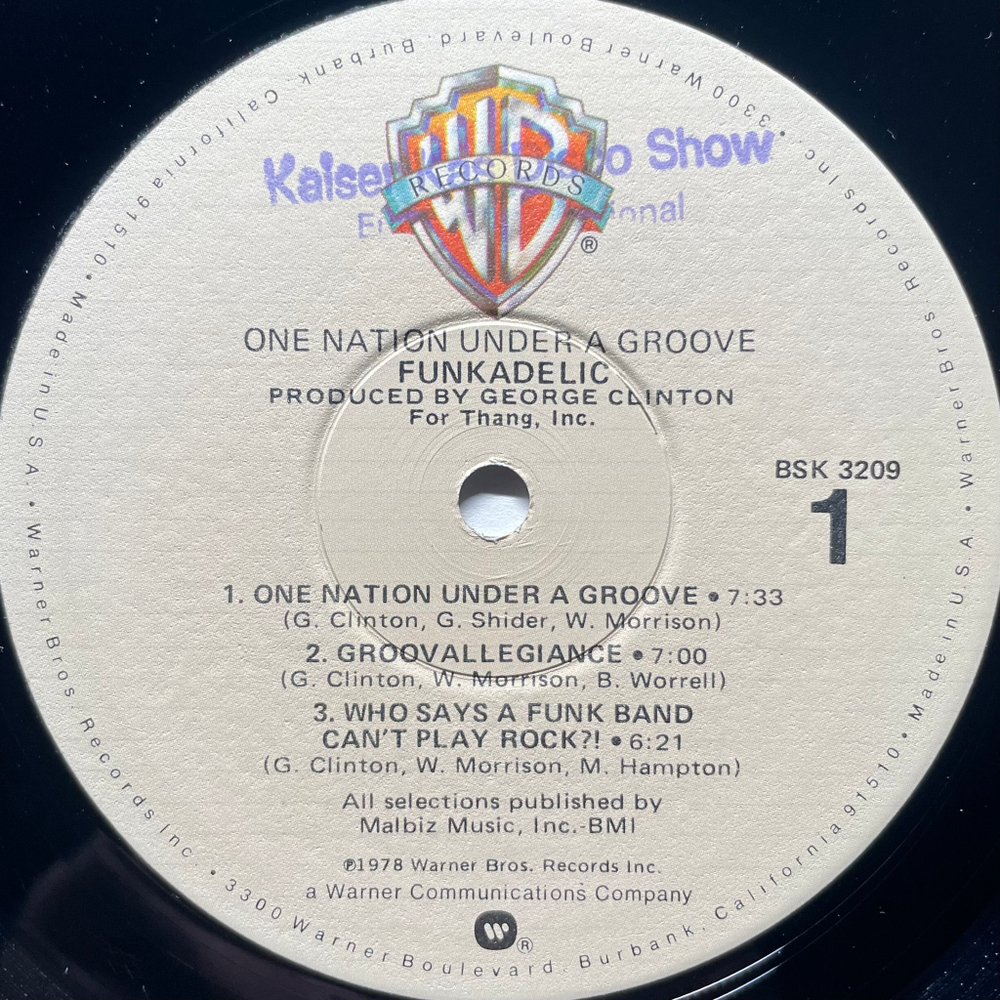 WB
RECORDS
®
Kaiser Show
ONE NATION UNDER A GROOVE
FUNKADELIC
PRODUCED BY GEORGE CLINTON
For Thang, Inc.
BSK 3209
1
1. ONE NATION UNDER A GROOVE • 7:33
(G. Clinton, G. Shider, W. Morrison)
2. GROOVALLEGIANCE • 7:00
(G. Clinton, W. Morrison, B. Worrell)
3. WHO SAYS A FUNK BAND
CAN'T PLAY ROCK?! • 6:21
(G. Clinton, W. Morrison, M. Hampton)
All selections published by
Malbiz Music, Inc.-BMI
℗1978 Warner Bros. Records Inc.
a Warner Communications Company
®
Warner Bros. Records Inc. • 3300 Warner Boulevard. Burbank, California 91510 • Made in U.S.A. • Warner Bros. Records Inc. • 3300 Warner Boulevard. Burbank, California 91510 • Made in U.S.A. •